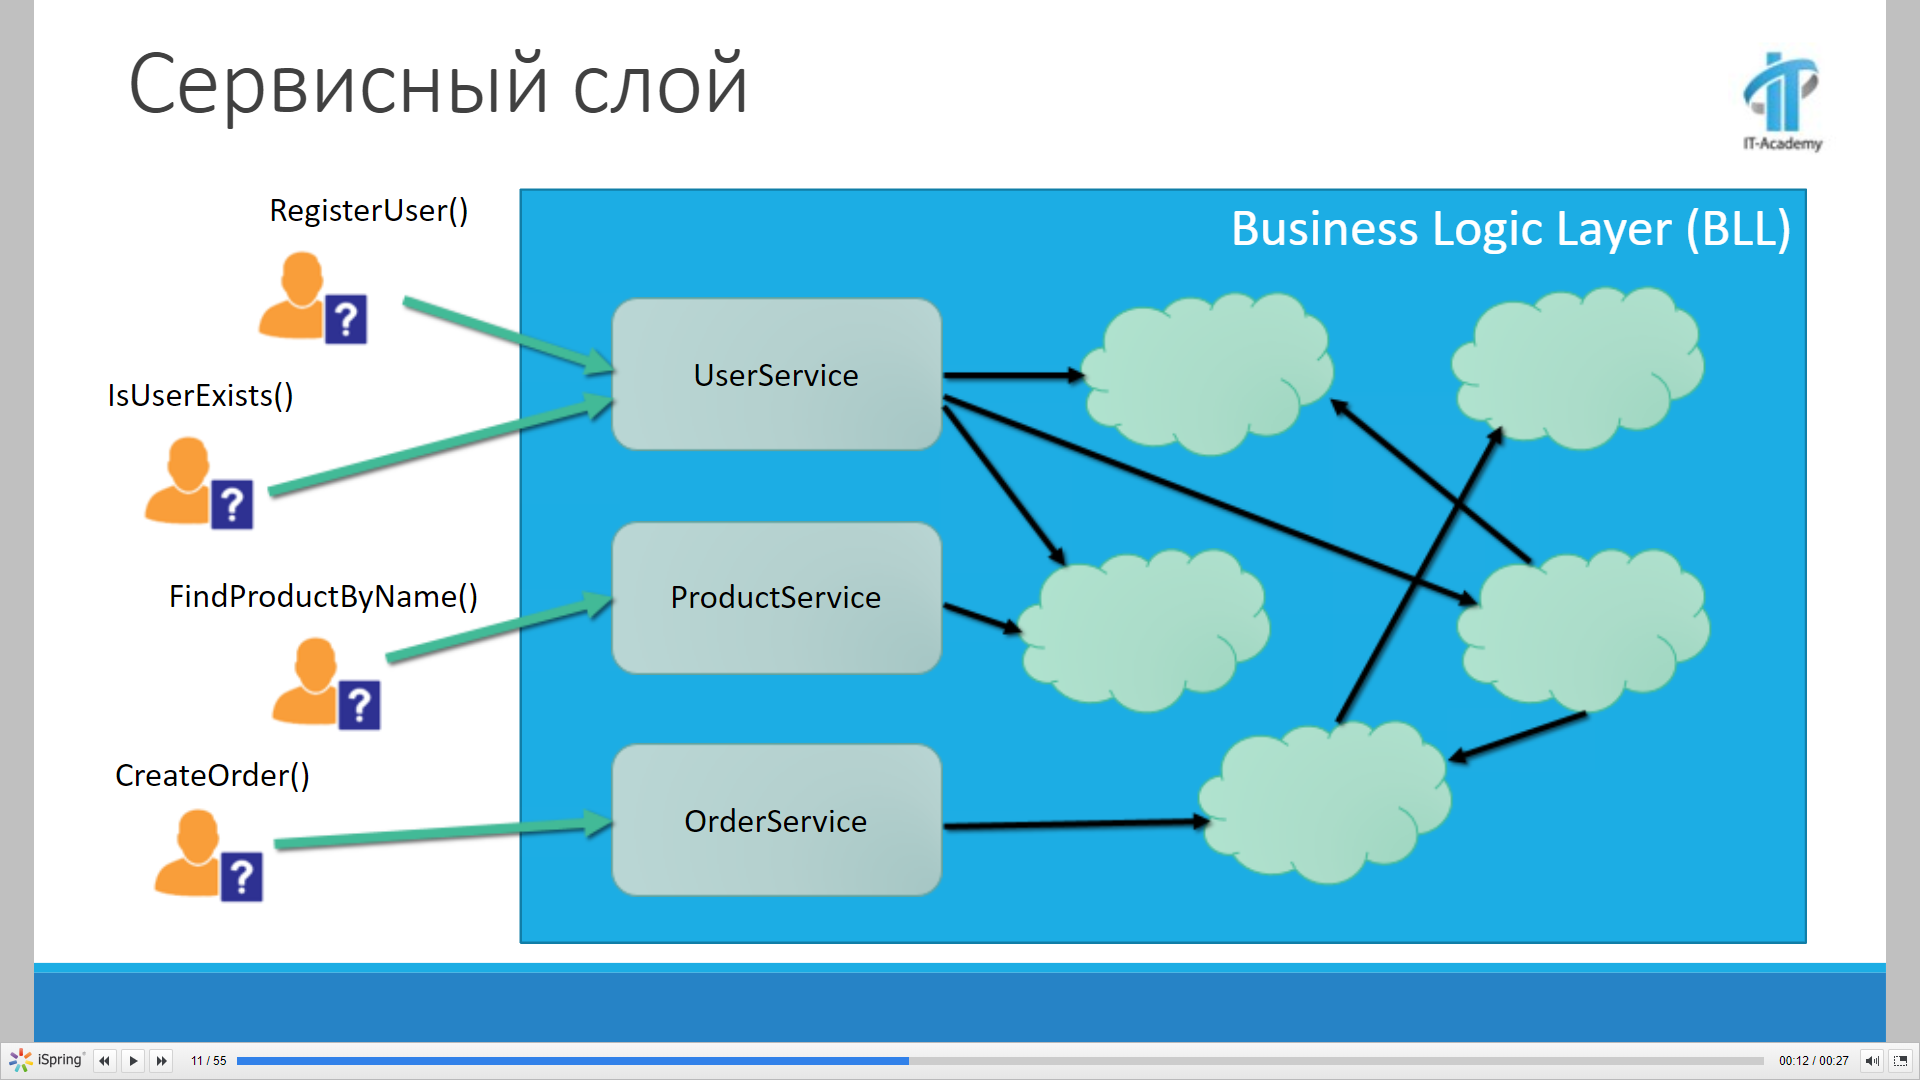 Сервисный слой
IT-Academy
RegisterUser()
Business Logic Layer (BLL)
?
UserService
IsUserExists()
?
FindProductByName()
ProductService
?
CreateOrder()
OrderService
?
iSpring
11 / 55
00:12 / 00:27